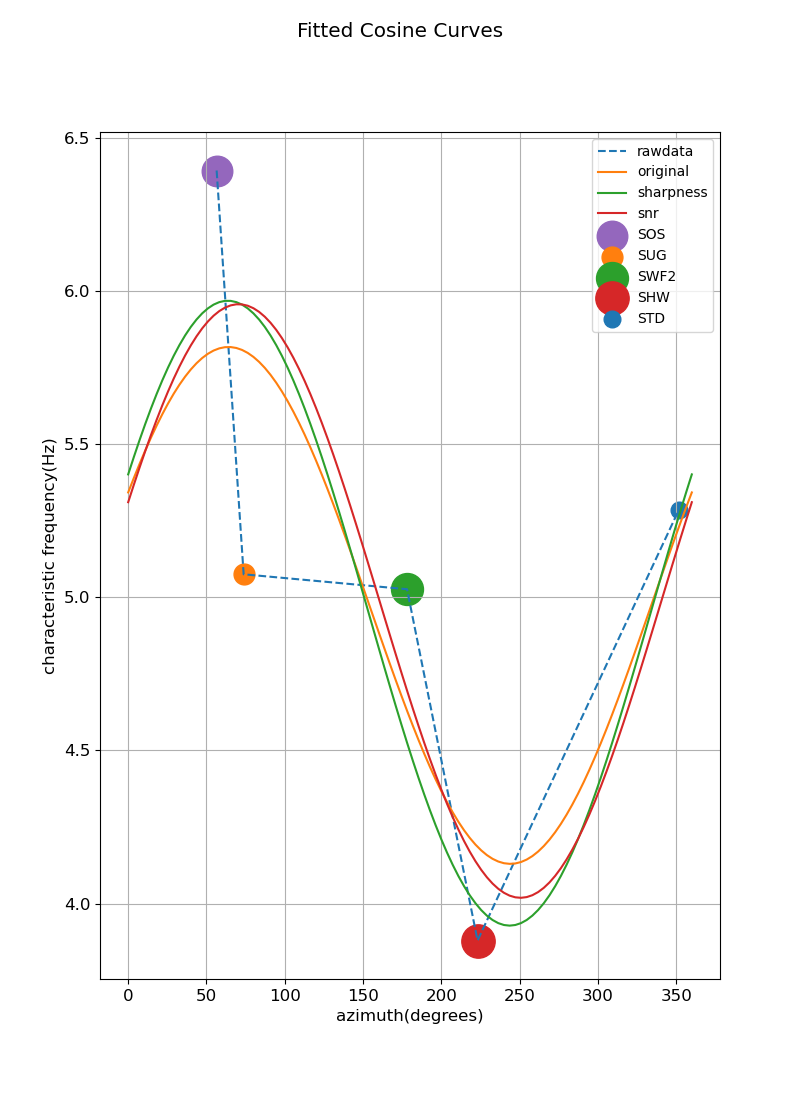 Fitted Cosine Curves
6.5
6.0
5.5
5.0
4.5
4.0
characteristic frequency(Hz)
rawdata
original
sharpness
snr
SOS
SUG
SWF2
SHW
STD
0 50 100 150 200 250 300 350
azimuth(degrees)